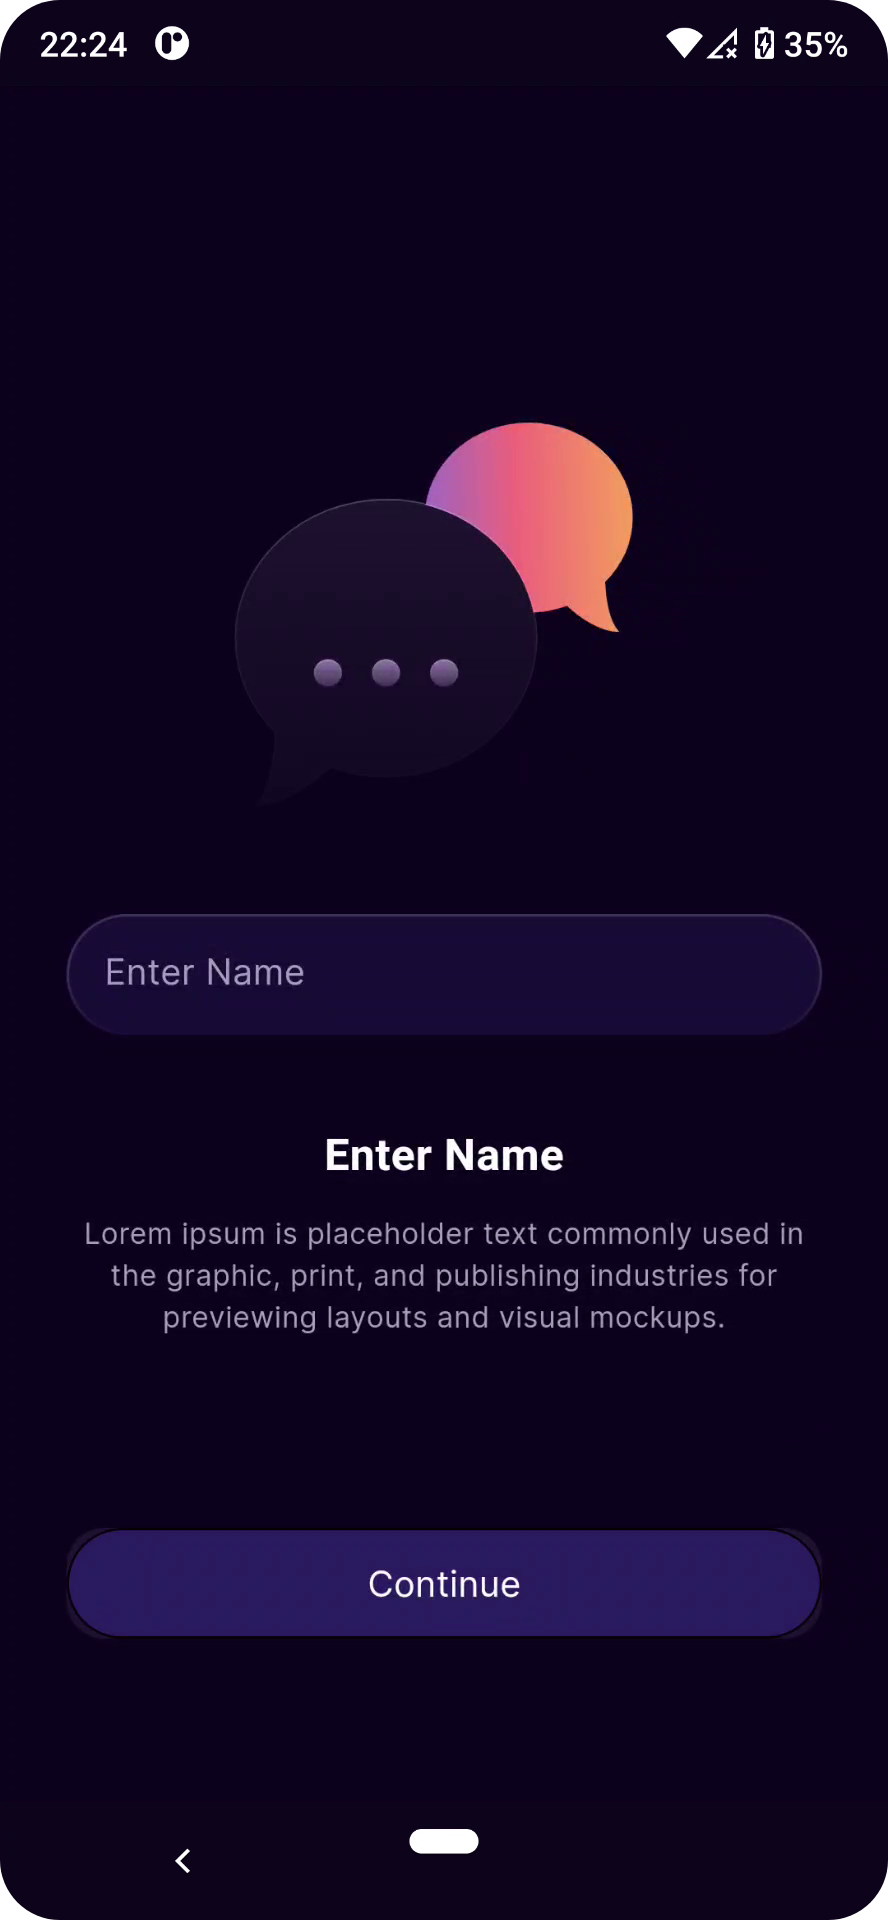 22:24
35%
Enter Name
Enter Name
Lorem ipsum is placeholder text commonly used in
the graphic, print, and publishing industries for
previewing layouts and visual mockups.
Continue